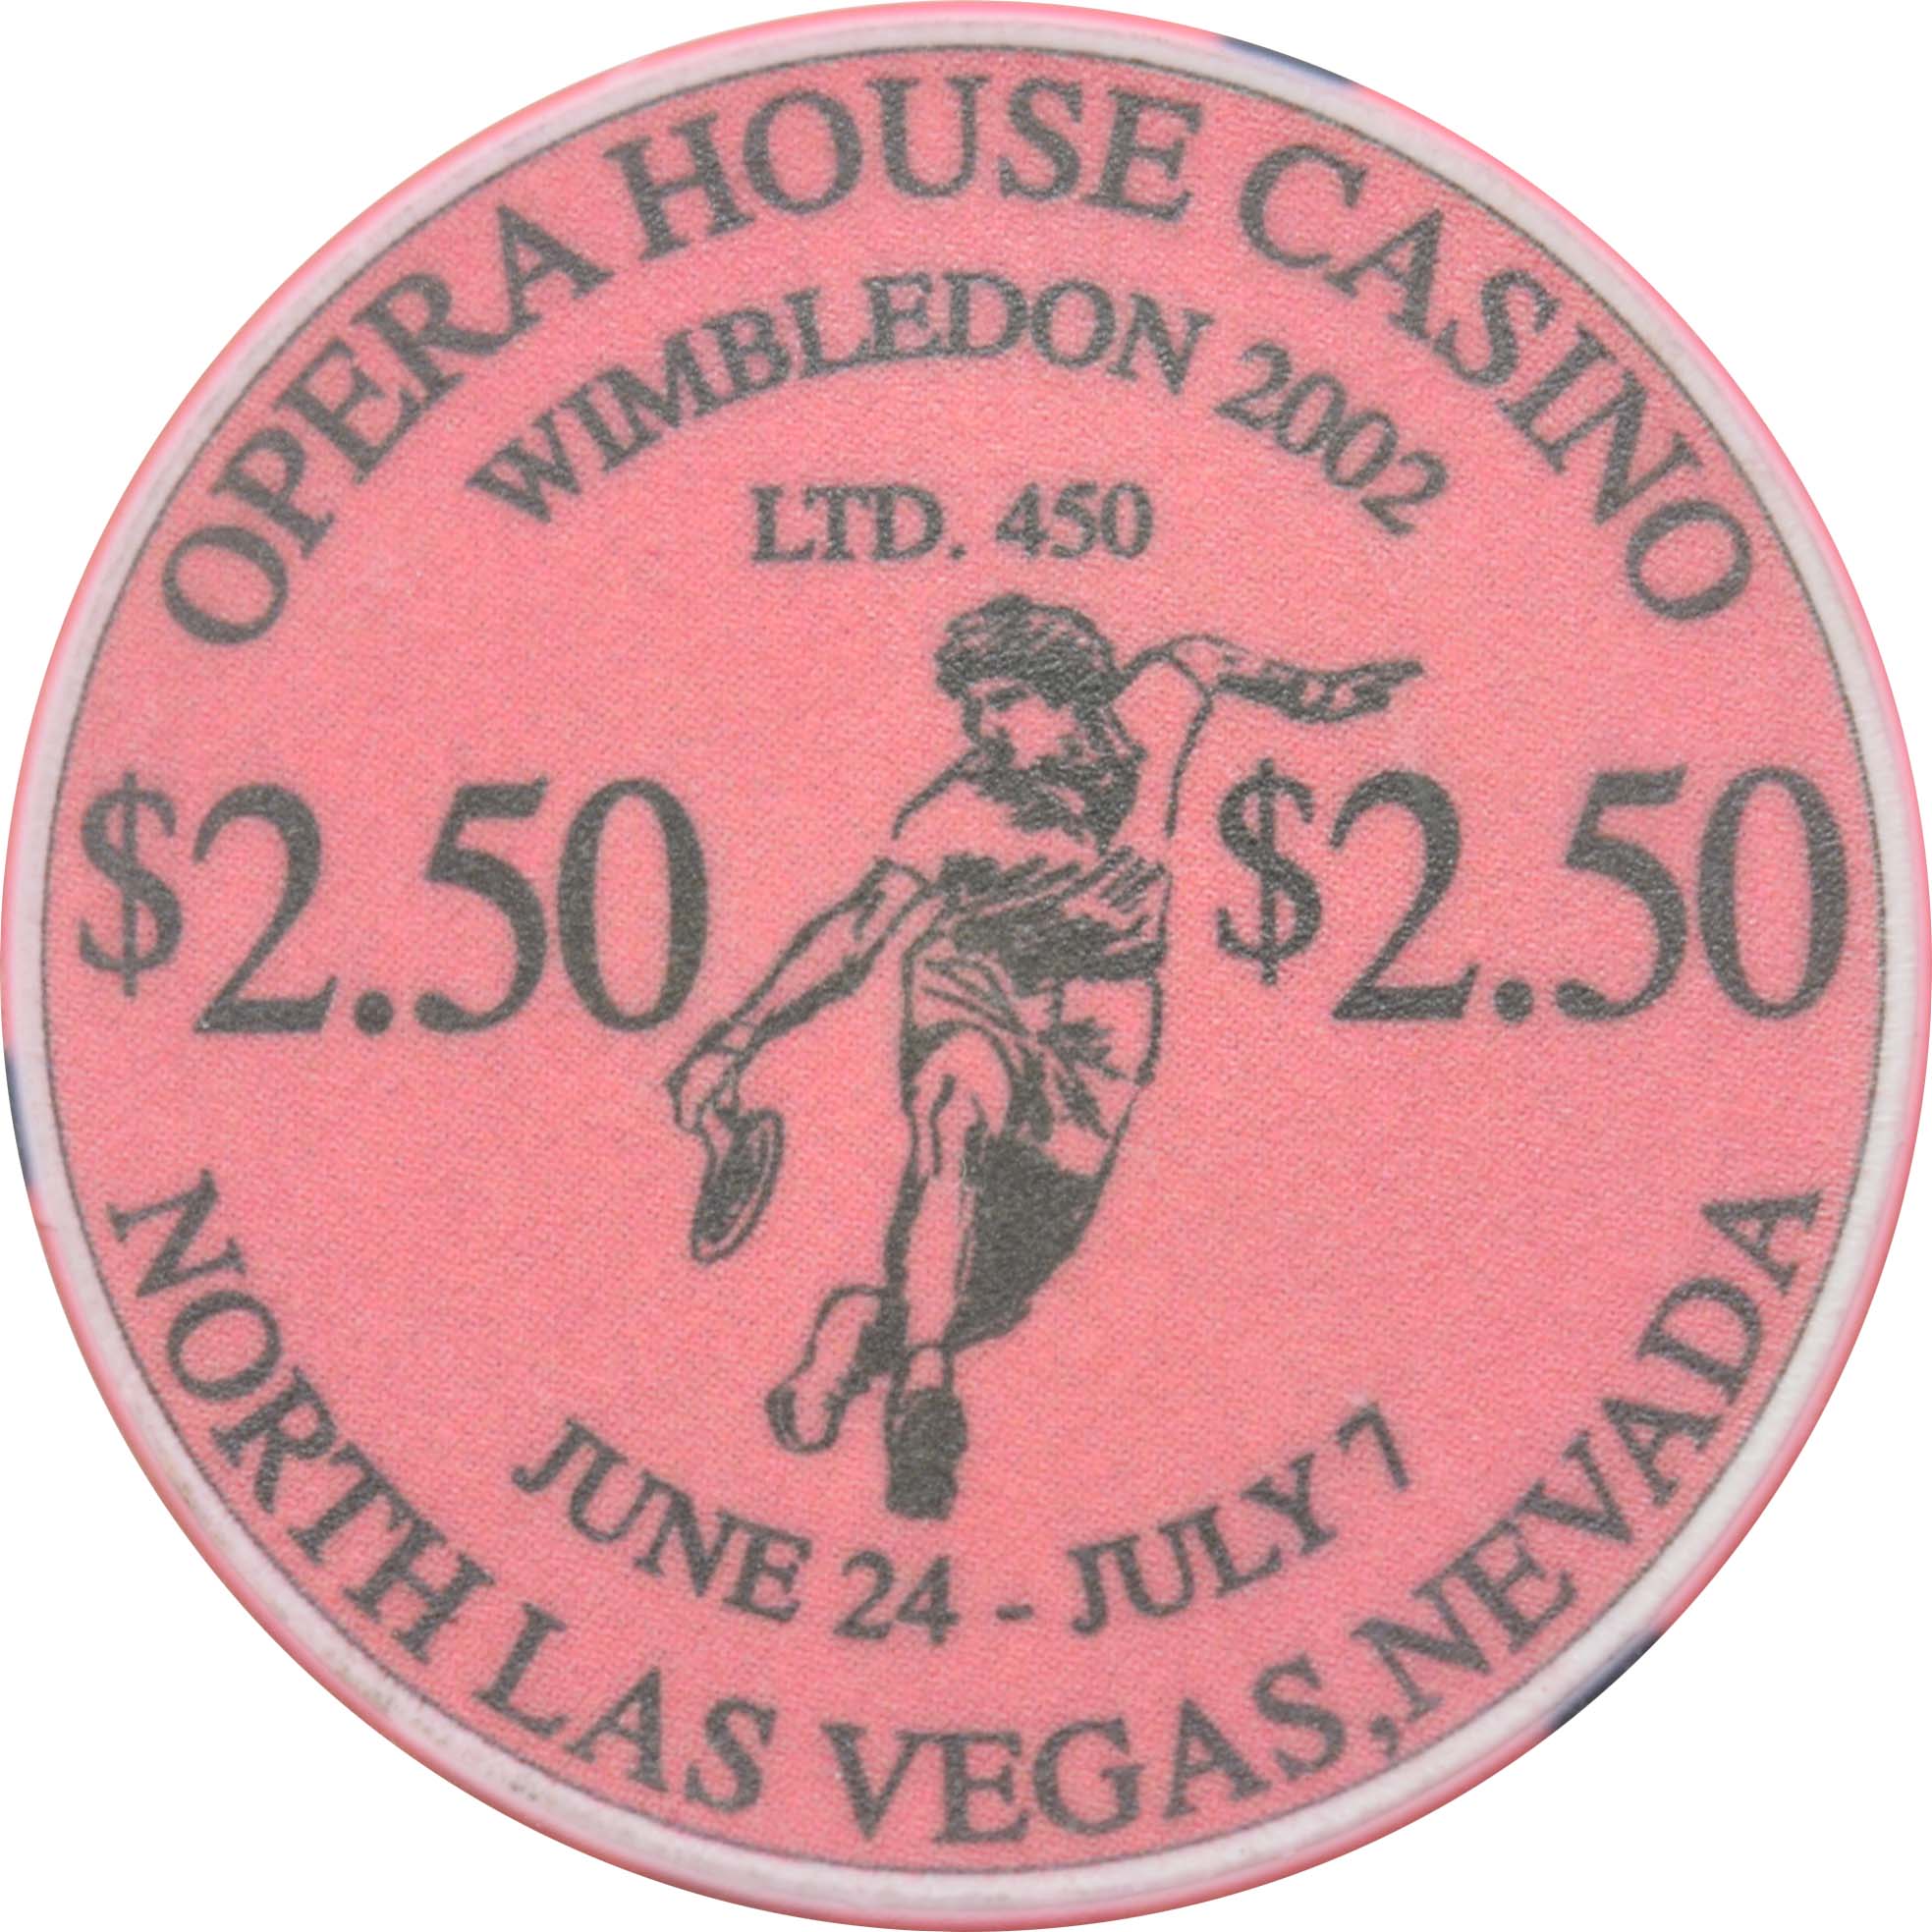 OPERA HOUSE CASINO
WIMBLEDON 2002
LTD. 450
$2.50 $2.50
JUNE 24 - JULY 7
NORTH LAS VEGAS, NEVADA